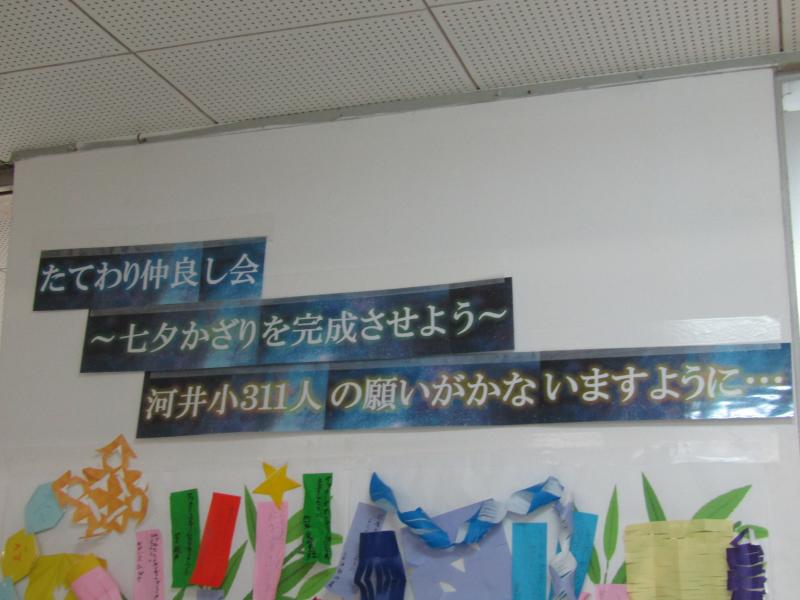 たてわり仲良し会
～七夕かざりを完成させよう～
河井小311人の願いがかないますように…